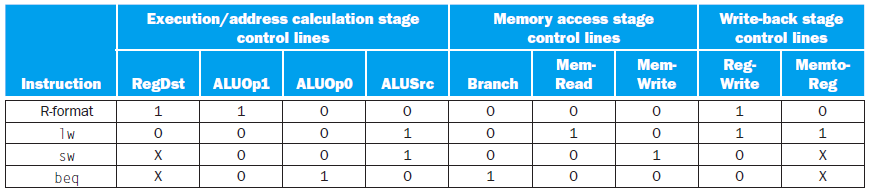 Execution/address calculation stage control lines Memory access stage control lines Write-back stage control lines
Instruction RegDst ALUOp1 ALUOp0 ALUSrc Branch Mem-Read Mem-Write Reg-Write Memto-Reg
R-format 1 1 0 0 0 0 0 1 0
lw 0 0 0 1 0 1 0 1 1
sw X 0 0 1 0 0 1 0 X
beq X 0 1 0 1 0 0 0 X